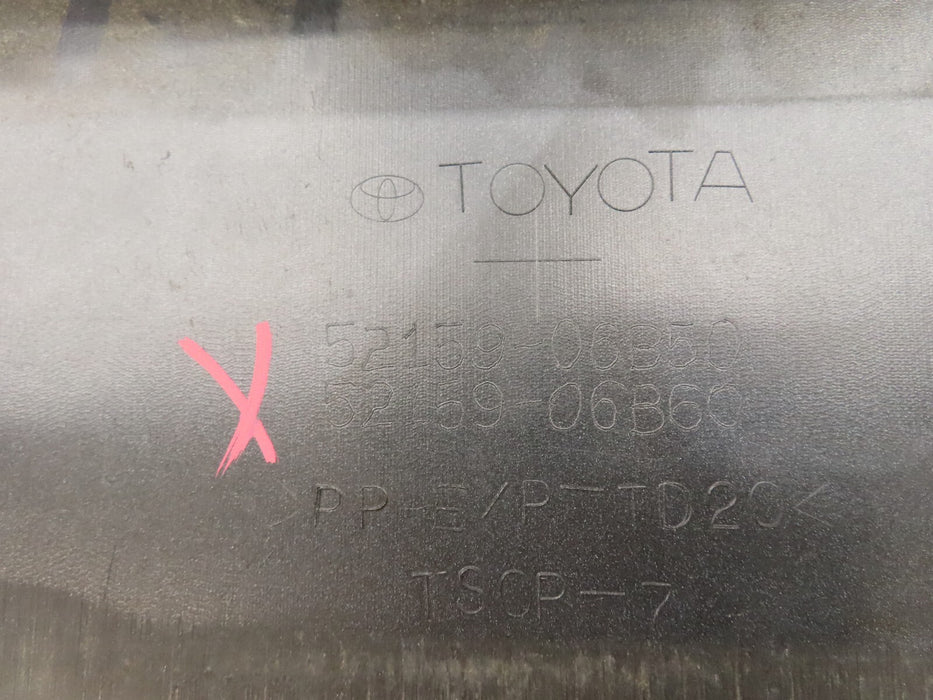 TOYOTA
52159-06B50
52159-06B60
>PP-E/P-TD20<
TSOP-7